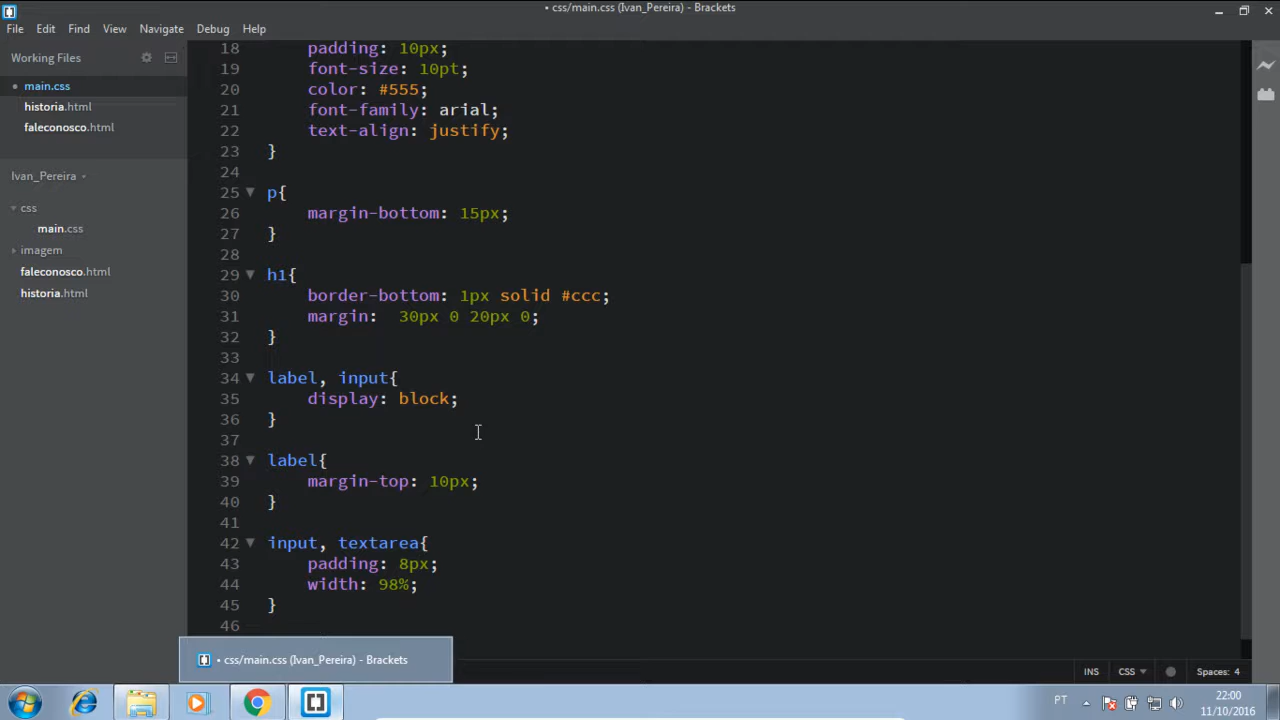 • css/main.css (Ivan_Pereira) - Brackets
File Edit Find View Navigate Debug Help
Working Files
main.css
historia.html
faleconosco.html
Ivan_Pereira
css
main.css
imagem
faleconosco.html
historia.html
18 padding: 10px;
19 font-size: 10pt;
20 color: #555;
21 font-family: arial;
22 text-align: justify;
23 }
24
25 p{
26 margin-bottom: 15px;
27 }
28
29 h1{
30 border-bottom: 1px solid #ccc;
31 margin:  30px 0 20px 0;
32 }
33
34 label, input{
35 display: block;
36 }
37
38 label{
39 margin-top: 10px;
40 }
41
42 input, textarea{
43 padding: 8px;
44 width: 98%;
45 }
46
• css/main.css (Ivan_Pereira) - Brackets
INS CSS Spaces: 4
PT 22:00
11/10/2016